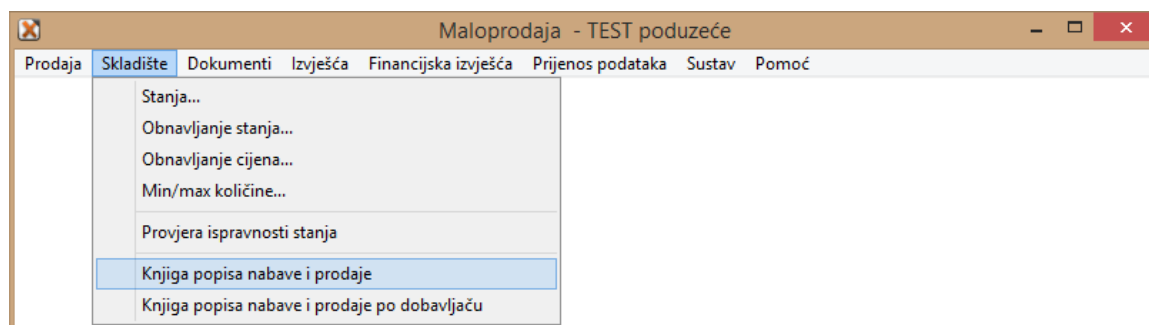 Maloprodaja - TEST poduzeće
Prodaja Skladište Dokumenti Izvješća Financijska izvješća Prijenos podataka Sustav Pomoć
Stanja...
Obnavljanje stanja...
Obnavljanje cijena...
Min/max količine...
Provjera ispravnosti stanja
Knjiga popisa nabave i prodaje
Knjiga popisa nabave i prodaje po dobavljaču